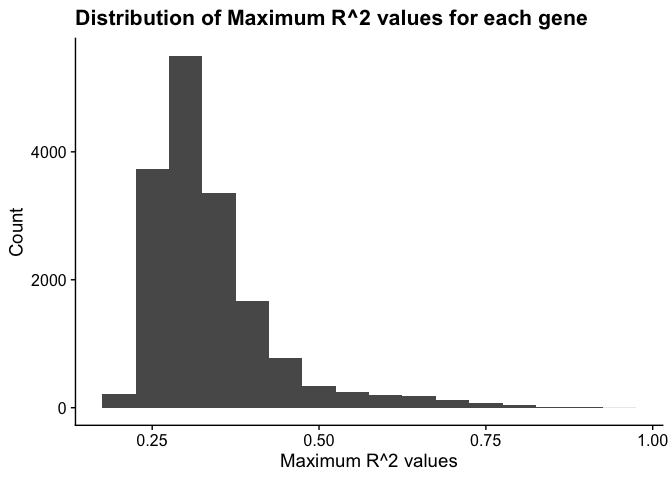 Distribution of Maximum R^2 values for each gene
Count
4000
2000
0
0.25 0.50 0.75 1.00
Maximum R^2 values